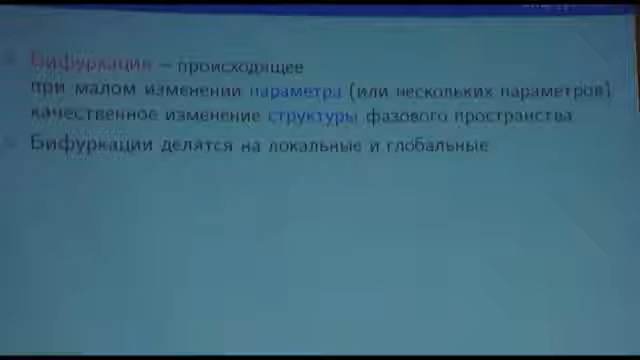 Бифуркация – происходящее
при малом изменении параметра (или нескольких параметров)
качественное изменение структуры фазового пространства
Бифуркации делятся на локальные и глобальные